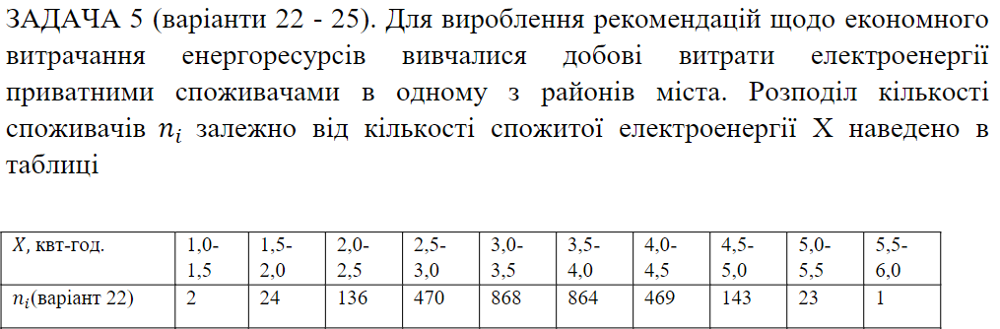 ЗАДАЧА 5 (варіанти 22 - 25). Для вироблення рекомендацій щодо економного
витрачання енергоресурсів вивчалися добові витрати електроенергії
приватними споживачами в одному з районів міста. Розподіл кількості
споживачів nᵢ залежно від кількості спожитої електроенергії X наведено в
таблиці
X, квт-год. 1,0-1,5 1,5-2,0 2,0-2,5 2,5-3,0 3,0-3,5 3,5-4,0 4,0-4,5 4,5-5,0 5,0-5,5 5,5-6,0
nᵢ(варіант 22) 2 24 136 470 868 864 469 143 23 1